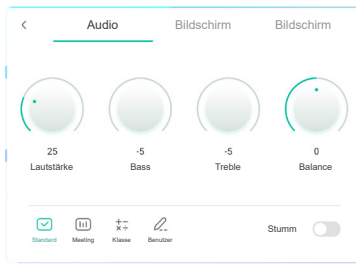 Audio Bildschirm Bildschirm
25 -5 -5 0
Lautstärke Bass Treble Balance
Standard Meeting Klasse Benutzer Stumm